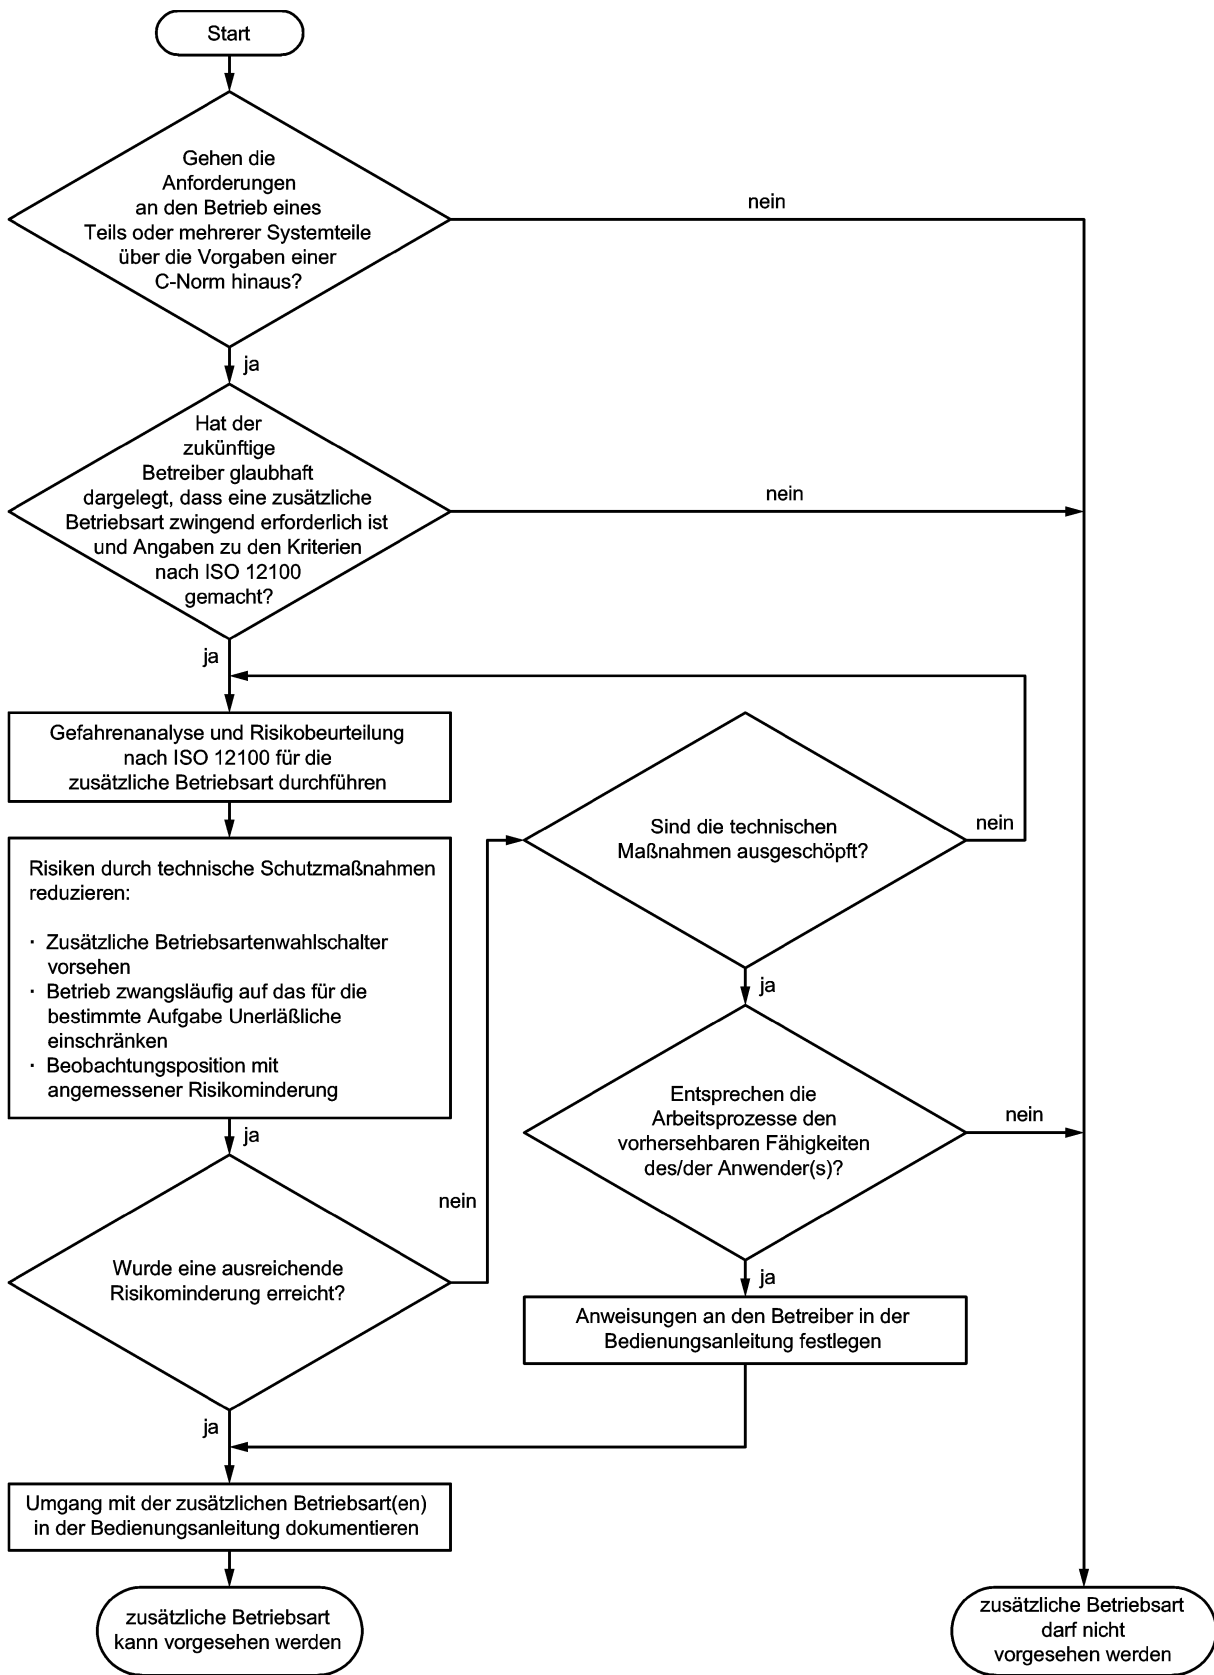 Start
Gehen die
Anforderungen
an den Betrieb eines
Teils oder mehrerer Systemteile
über die Vorgaben einer
C-Norm hinaus?
nein
ja
Hat der
zukünftige
Betreiber glaubhaft
dargelegt, dass eine zusätzliche
Betriebsart zwingend erforderlich ist
und Angaben zu den Kriterien
nach ISO 12100
gemacht?
nein
ja
Gefahrenanalyse und Risikobeurteilung
nach ISO 12100 für die
zusätzliche Betriebsart durchführen
Risiken durch technische Schutzmaßnahmen
reduzieren:
· Zusätzliche Betriebsartenwahlschalter
vorsehen
· Betrieb zwangsläufig auf das für die
bestimmte Aufgabe Unerläßliche
einschränken
· Beobachtungsposition mit
angemessener Risikominderung
ja
Wurde eine ausreichende
Risikominderung erreicht?
nein
ja
Sind die technischen
Maßnahmen ausgeschöpft?
nein
ja
Entsprechen die
Arbeitsprozesse den
vorhersehbaren Fähigkeiten
des/der Anwender(s)?
nein
ja
Anweisungen an den Betreiber in der
Bedienungsanleitung festlegen
Umgang mit der zusätzlichen Betriebsart(en)
in der Bedienungsanleitung dokumentieren
zusätzliche Betriebsart
kann vorgesehen werden
zusätzliche Betriebsart
darf nicht
vorgesehen werden